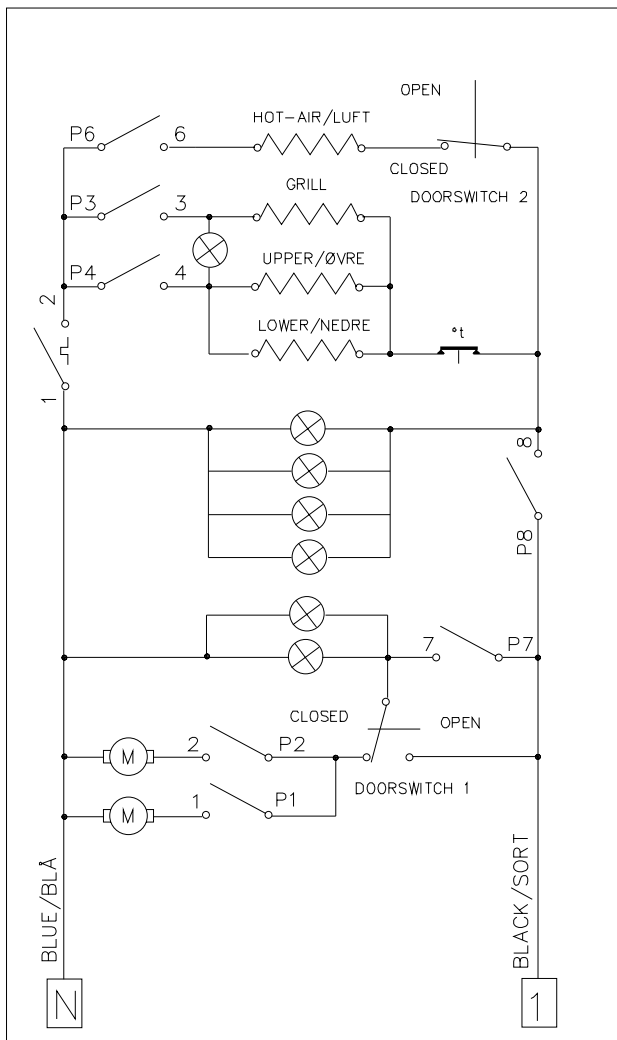 OPEN
P6 6 HOT-AIR/LUFT
CLOSED
DOORSWITCH 2
P3 3 GRILL
P4 4 UPPER/ØVRE
2
LOWER/NEDRE
°t
1
8
P8
7 P7
CLOSED OPEN
2 P2
DOORSWITCH 1
1 P1
M
M
BLUE/BLÅ
BLACK/SORT
N
1